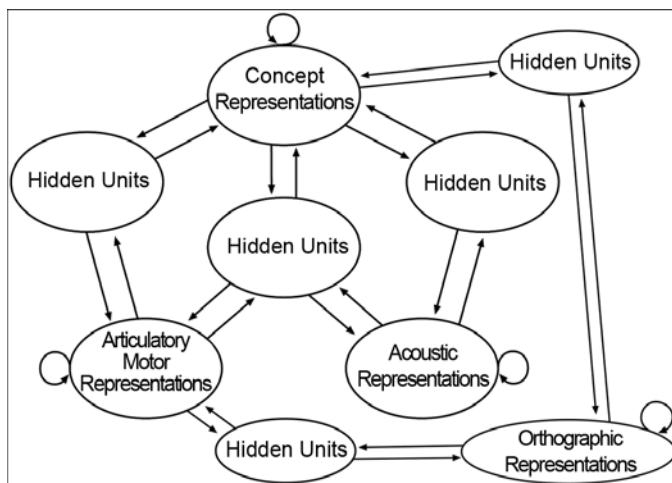 Concept
Representations
Hidden Units
Hidden Units
Hidden Units
Hidden Units
Articulatory
Motor
Representations
Acoustic
Representations
Hidden Units
Orthographic
Representations